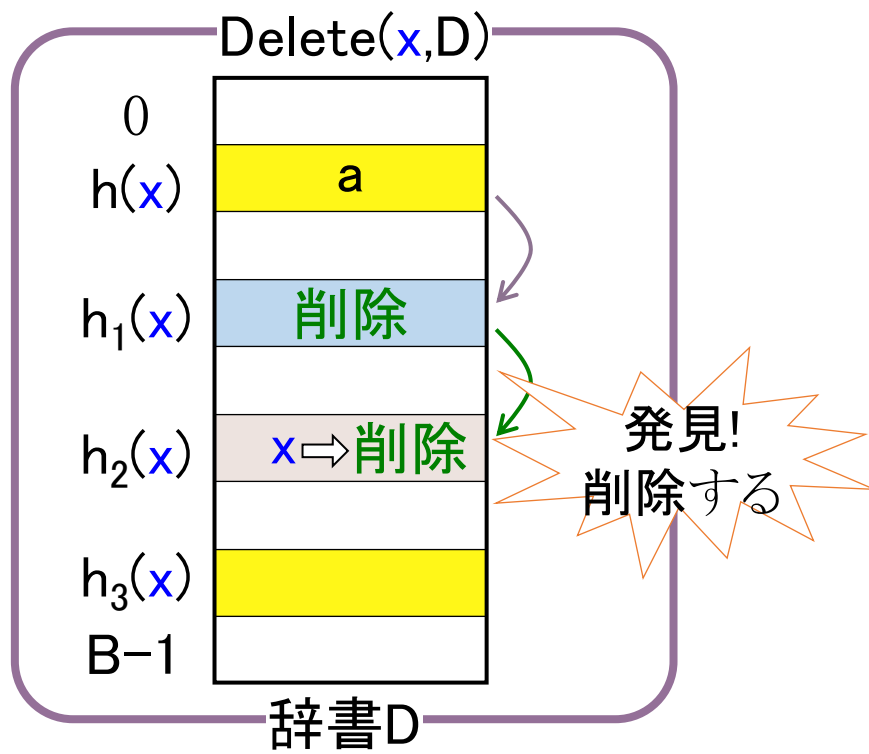 Delete(x,D)
0
h(x)
a
h₁(x)
削除
h₂(x)
x⇨削除
発見!
削除する
h₃(x)
B-1
辞書D